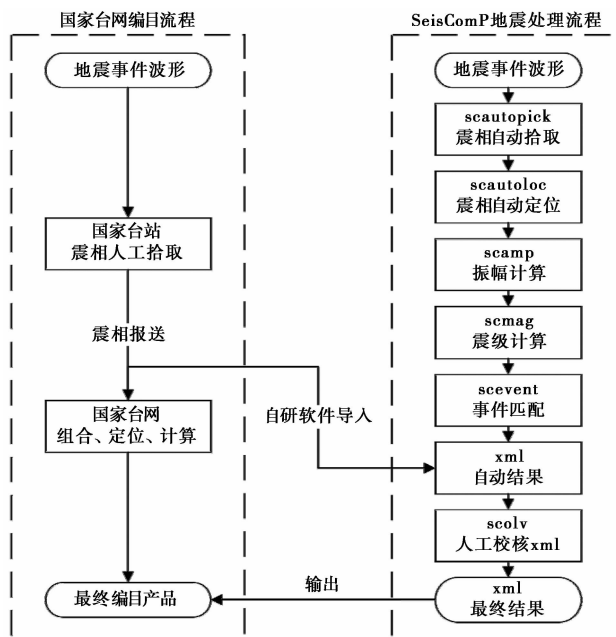 国家台网编目流程
地震事件波形
国家台站
震相人工拾取
震相报送
国家台网
组合、定位、计算
最终编目产品
自研软件导入
输出
SeisComP地震处理流程
地震事件波形
scautopick
震相自动拾取
scautoloc
震相自动定位
scamp
振幅计算
scmag
震级计算
scevent
事件匹配
xml
自动结果
scolv
人工校核xml
xml
最终结果